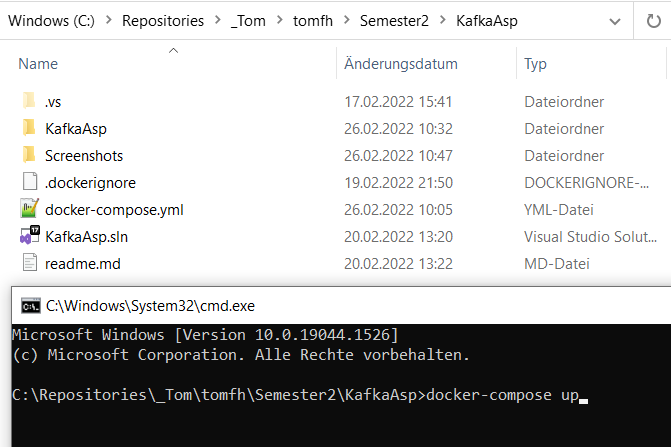 Windows (C:) > Repositories > _Tom > tomfh > Semester2 > KafkaAsp
Name Änderungsdatum Typ
.vs 17.02.2022 15:41 Dateiordner
KafkaAsp 26.02.2022 10:32 Dateiordner
Screenshots 26.02.2022 10:47 Dateiordner
.dockerignore 19.02.2022 21:50 DOCKERIGNORE-...
docker-compose.yml 26.02.2022 10:05 YML-Datei
KafkaAsp.sln 20.02.2022 13:20 Visual Studio Solut...
readme.md 20.02.2022 13:22 MD-Datei
C:\Windows\System32\cmd.exe
Microsoft Windows [Version 10.0.19044.1526]
(c) Microsoft Corporation. Alle Rechte vorbehalten.
C:\Repositories\_Tom\tomfh\Semester2\KafkaAsp>docker-compose up